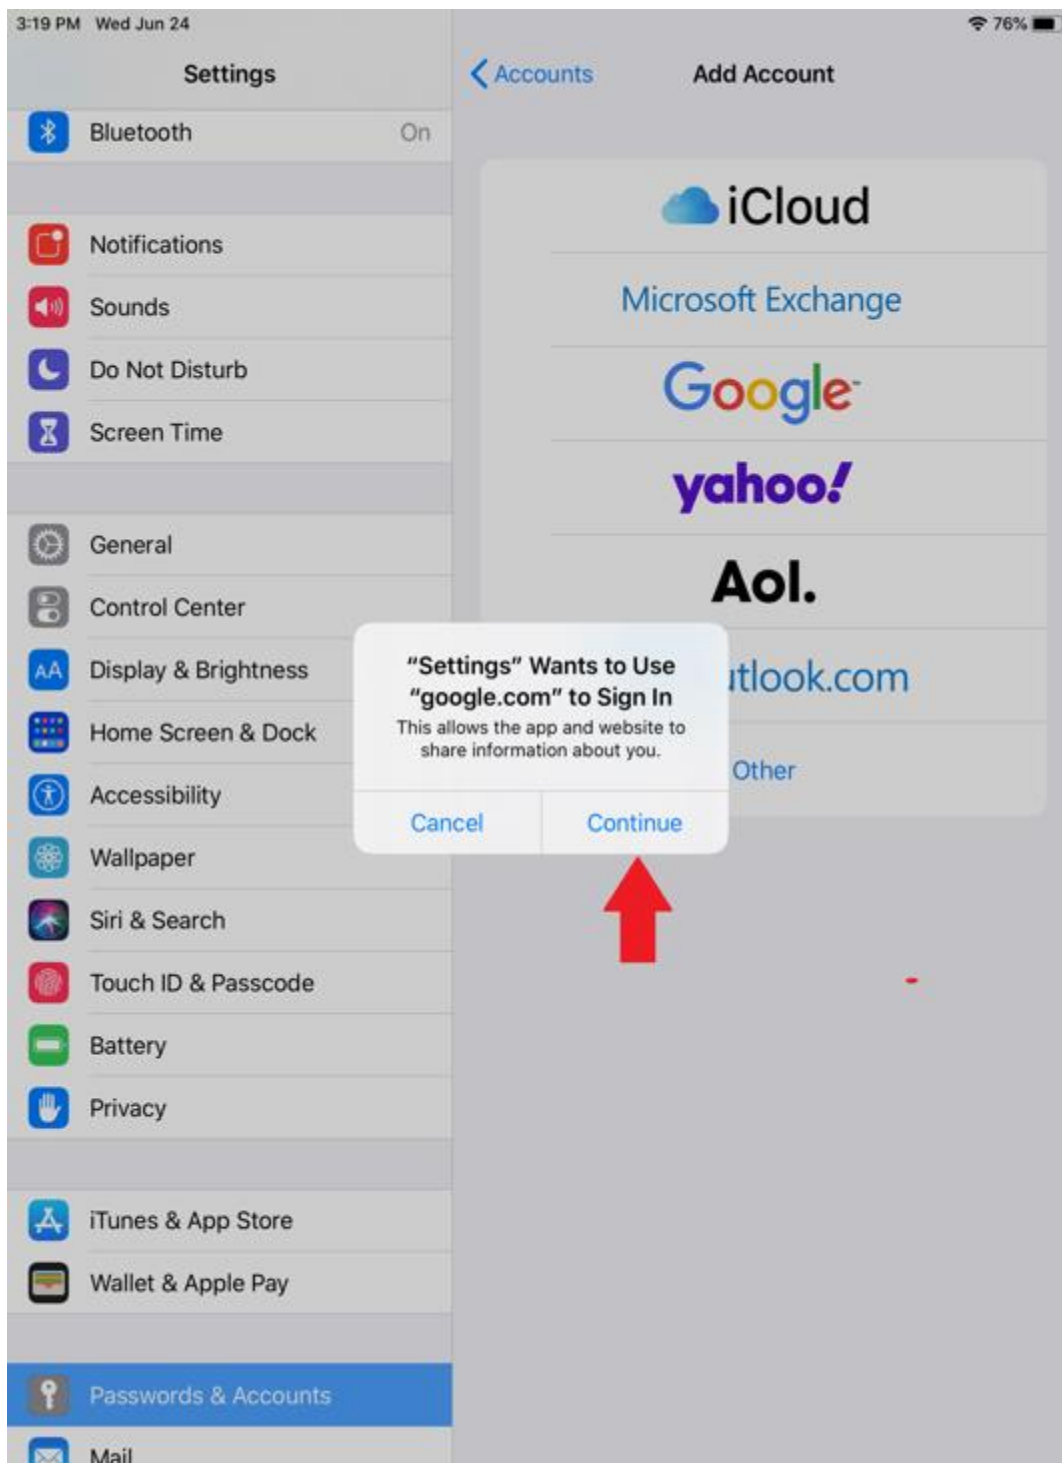 3:19 PM Wed Jun 24
76%
Settings
Accounts
Add Account
Bluetooth
On
Notifications
Sounds
Do Not Disturb
Screen Time
General
Control Center
AA
Display & Brightness
Home Screen & Dock
Accessibility
Wallpaper
Siri & Search
Touch ID & Passcode
Battery
Privacy
iTunes & App Store
Wallet & Apple Pay
Passwords & Accounts
Mail
iCloud
Microsoft Exchange
Google™
yahoo!
Aol.
utlook.com
Other
“Settings” Wants to Use
“google.com” to Sign In
This allows the app and website to
share information about you.
Cancel
Continue